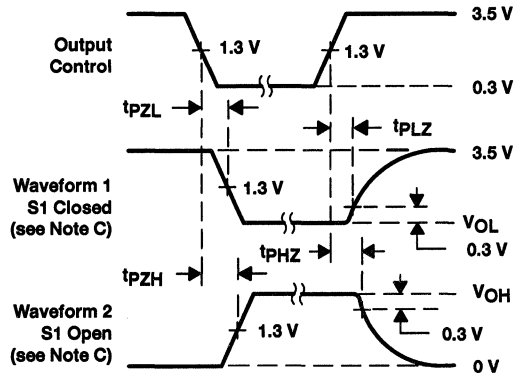 3.5 V
Output
Control
1.3 V
1.3 V
0.3 V
tPZL
tPLZ
3.5 V
Waveform 1
S1 Closed
(see Note C)
1.3 V
VOL
0.3 V
tPHZ
tPZH
VOH
Waveform 2
S1 Open
(see Note C)
1.3 V
0.3 V
0 V